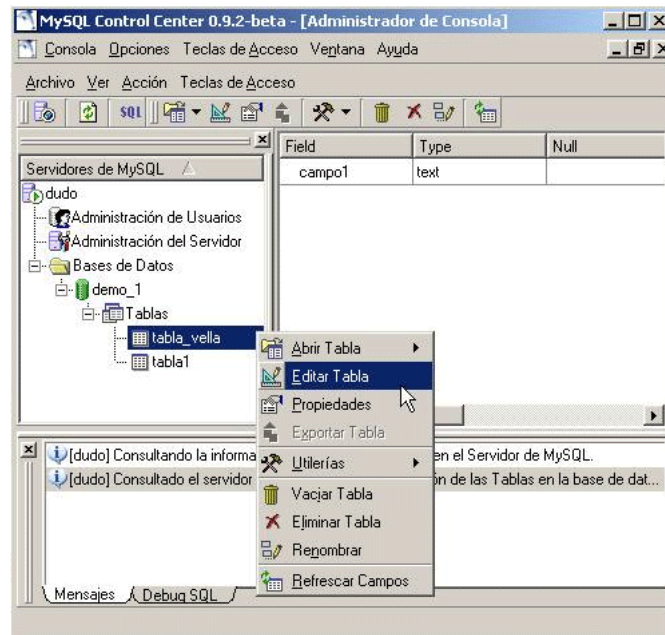 MySQL Control Center 0.9.2-beta - [Administrador de Consola]
Consola Opciones Teclas de Acceso Ventana Ayuda
Archivo Ver Acción Teclas de Acceso
SQL
Servidores de MySQL
Field Type Null
campo1 text
dudo
Administración de Usuarios
Administración del Servidor
Bases de Datos
demo_1
Tablas
tabla_vella
tabla1
Abrir Tabla
Editar Tabla
Propiedades
Exportar Tabla
Utilerías
Vaciar Tabla
Eliminar Tabla
Renombrar
Refrescar Campos
[dudo] Consultando la informa en el Servidor de MySQL.
[dudo] Consultado el servidor ón de las Tablas en la base de dat...
Mensajes Debug SQL